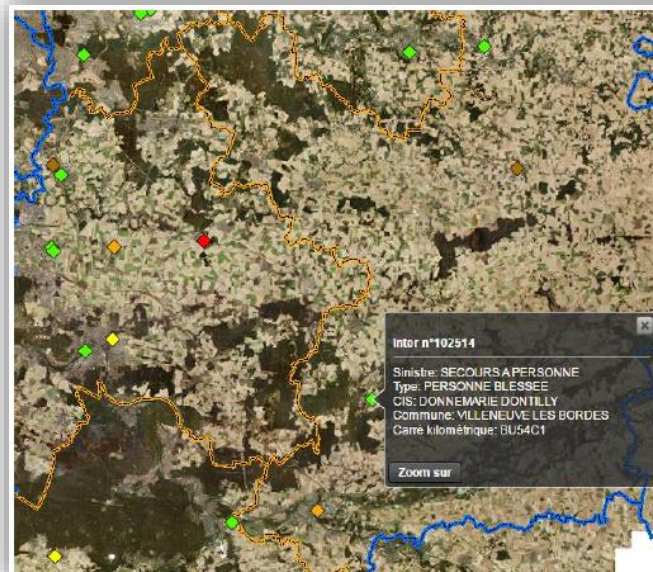 Inter n°102514
Sinistre: SECOURS A PERSONNE
Type: PERSONNE BLESSEE
CIS: DONNEMARIE DONTILLY
Commune: VILLENEUVE LES BORDES
Carré kilométrique: BU54C1
Zoom sur